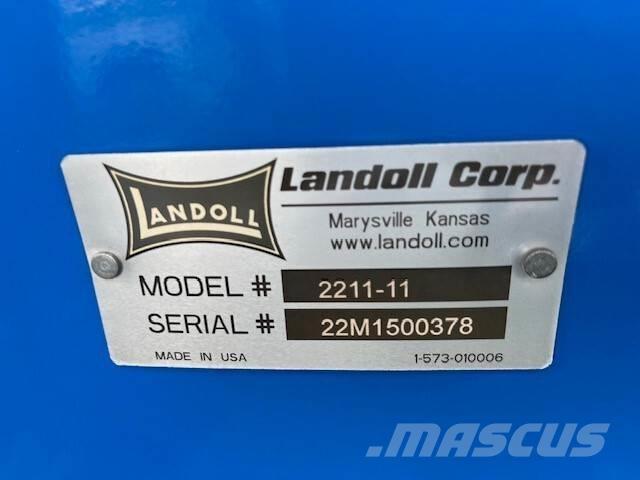 LANDOLL
Landoll Corp.
Marysville Kansas
www.landoll.com
MODEL # 2211-11
SERIAL # 22M1500378
MADE IN USA 1-573-010006
MASCUS